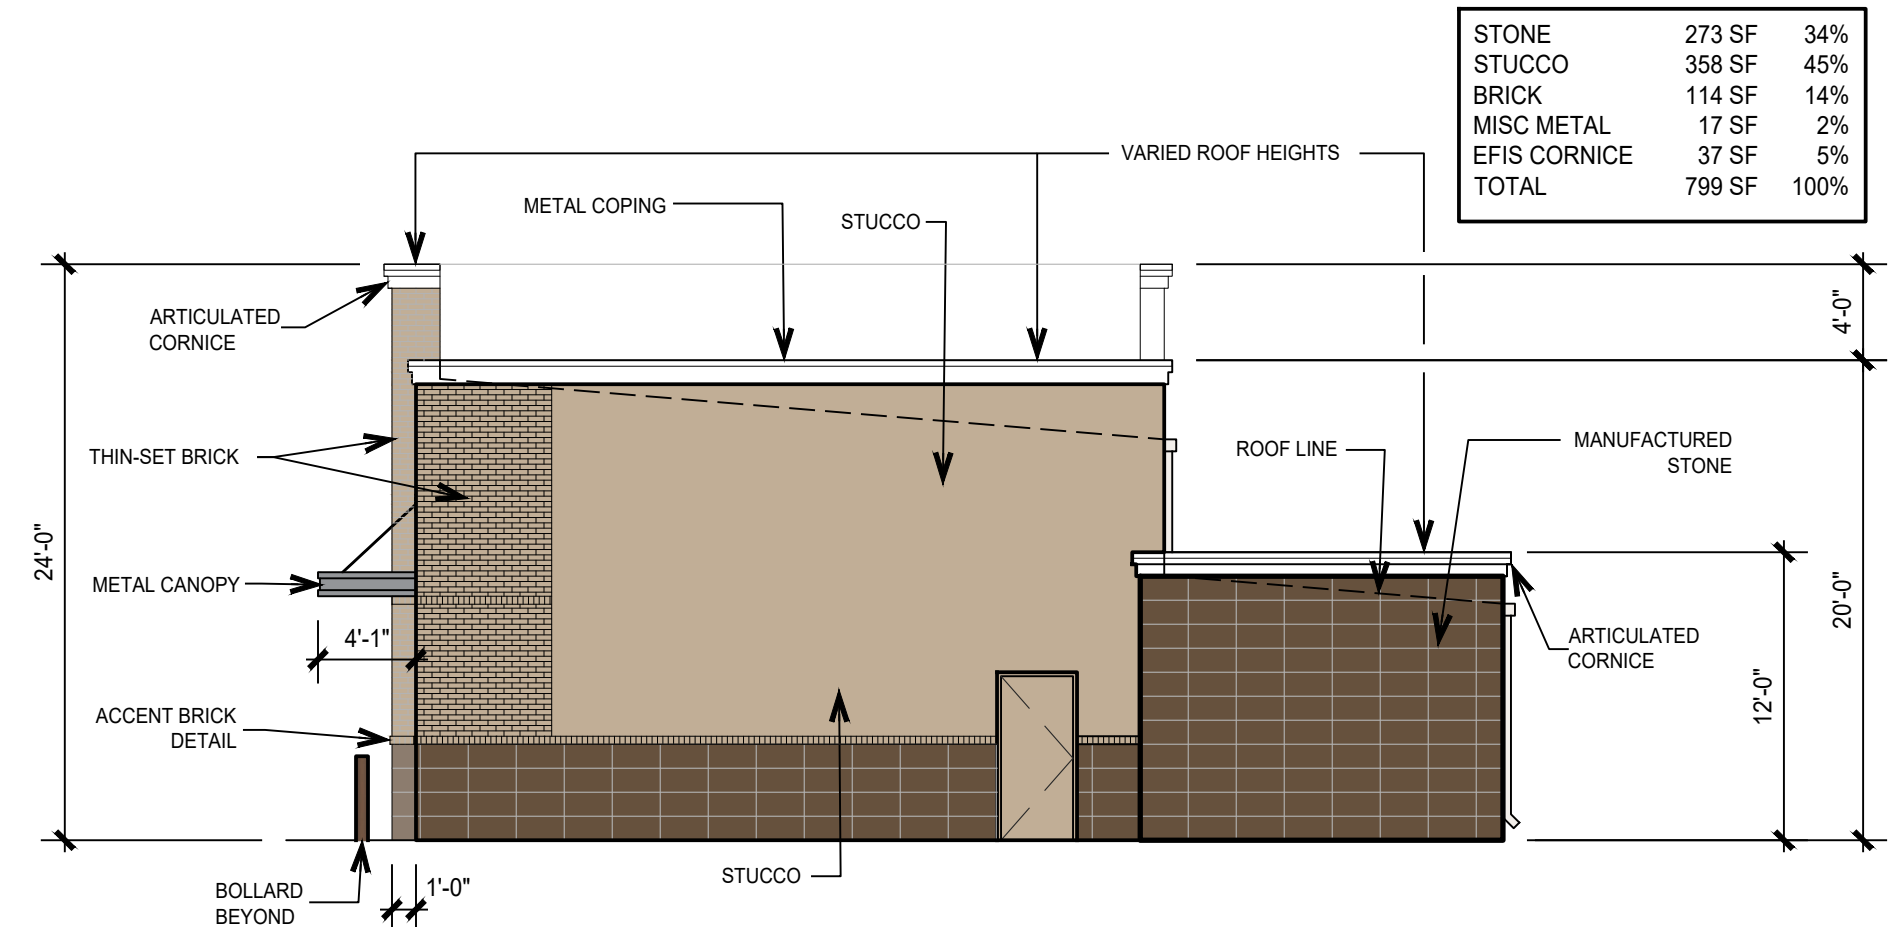 STONE 273 SF 34%
STUCCO 358 SF 45%
BRICK 114 SF 14%
MISC METAL 17 SF 2%
EFIS CORNICE 37 SF 5%
TOTAL 799 SF 100%
VARIED ROOF HEIGHTS
METAL COPING
STUCCO
ARTICULATED
CORNICE
4'-0"
THIN-SET BRICK
ROOF LINE
MANUFACTURED
STONE
24'-0"
METAL CANOPY
20'-0"
4'-1"
ARTICULATED
CORNICE
12'-0"
ACCENT BRICK
DETAIL
STUCCO
BOLLARD
BEYOND
1'-0"